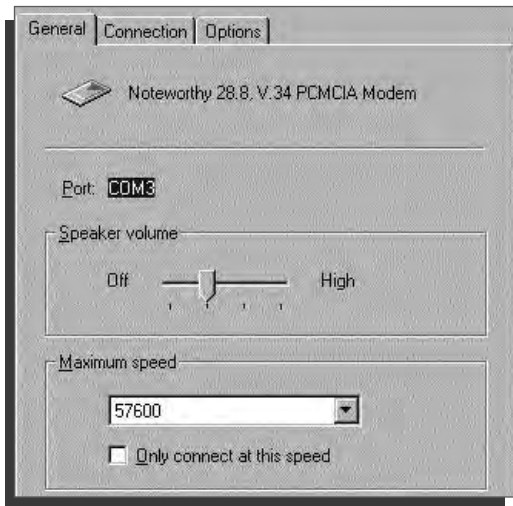 General Connection Options
Noteworthy 28.8, V.34 PCMCIA Modem
Port: COM3
Speaker volume
Off High
Maximum speed
57600
Only connect at this speed